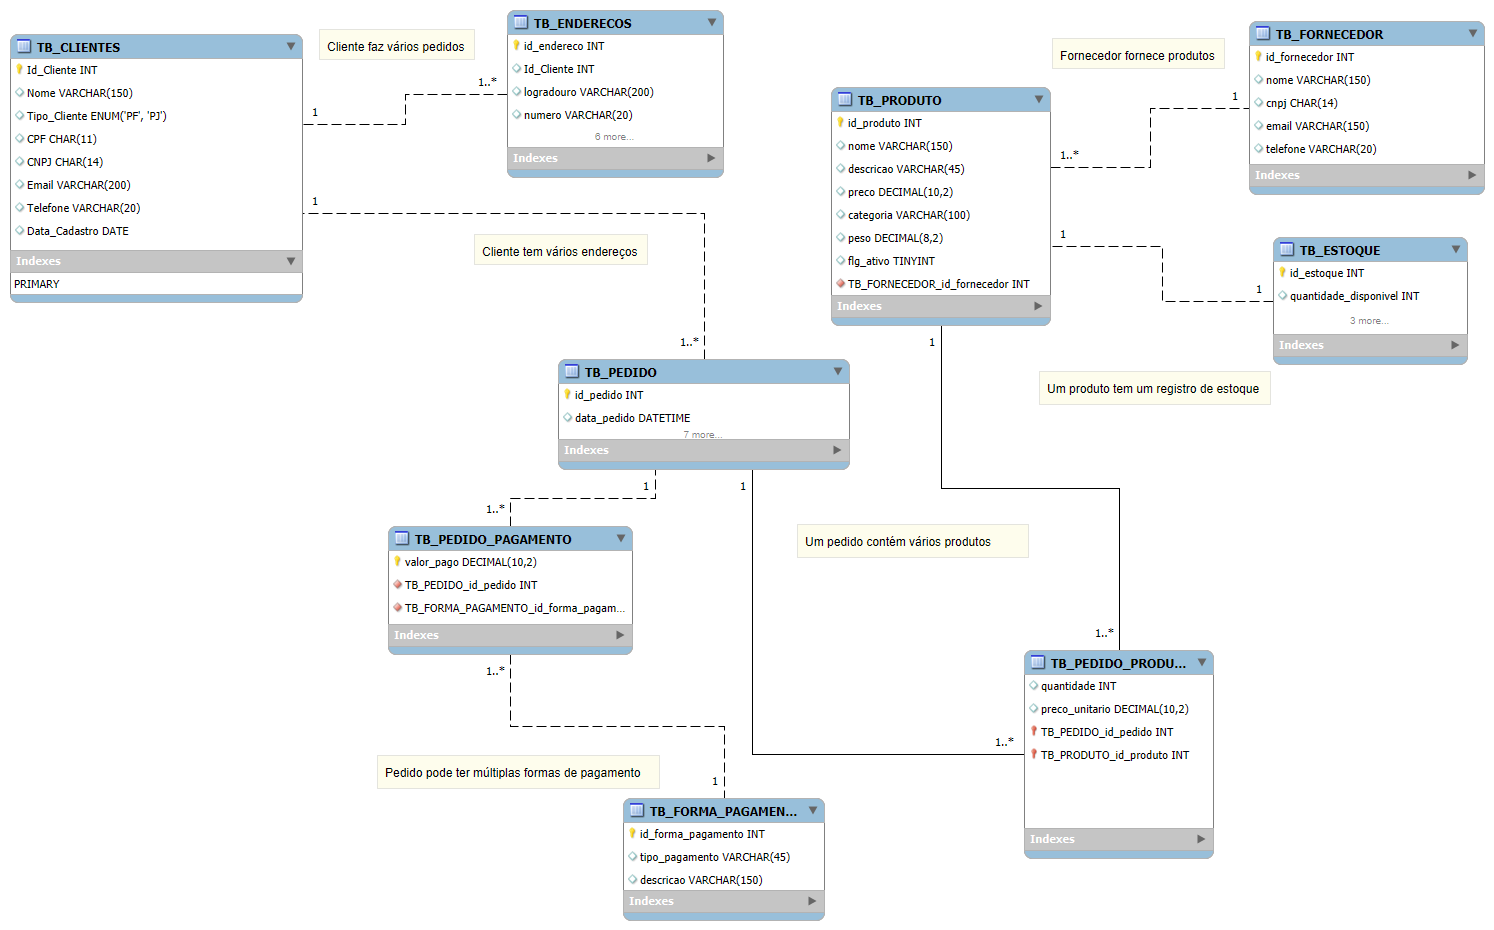 TB_CLIENTES
Id_Cliente INT
Nome VARCHAR(150)
Tipo_Cliente ENUM('PF', 'PJ')
CPF CHAR(11)
CNPJ CHAR(14)
Email VARCHAR(200)
Telefone VARCHAR(20)
Data_Cadastro DATE
Indexes
PRIMARY
Cliente faz vários pedidos
1
1..*
TB_ENDERECOS
id_endereco INT
Id_Cliente INT
logradouro VARCHAR(200)
numero VARCHAR(20)
6 more...
Indexes
1
Cliente tem vários endereços
1..*
TB_PRODUTO
id_produto INT
nome VARCHAR(150)
descricao VARCHAR(45)
preco DECIMAL(10,2)
categoria VARCHAR(100)
peso DECIMAL(8,2)
flg_ativo TINYINT
TB_FORNECEDOR_id_fornecedor INT
Indexes
Fornecedor fornece produtos
1
1..*
TB_FORNECEDOR
id_fornecedor INT
nome VARCHAR(150)
cnpj CHAR(14)
email VARCHAR(150)
telefone VARCHAR(20)
Indexes
1
1
TB_ESTOQUE
id_estoque INT
quantidade_disponivel INT
3 more...
Indexes
Um produto tem um registro de estoque
TB_PEDIDO
id_pedido INT
data_pedido DATETIME
7 more...
Indexes
1
1
1
1..*
TB_PEDIDO_PAGAMENTO
valor_pago DECIMAL(10,2)
TB_PEDIDO_id_pedido INT
TB_FORMA_PAGAMENTO_id_forma_pagam...
Indexes
1..*
Um pedido contêm vários produtos
1..*
1..*
TB_PEDIDO_PRODU...
quantidade INT
preco_unitario DECIMAL(10,2)
TB_PEDIDO_id_pedido INT
TB_PRODUTO_id_produto INT
Indexes
Pedido pode ter múltiplas formas de pagamento
1
TB_FORMA_PAGAMEN...
id_forma_pagamento INT
tipo_pagamento VARCHAR(45)
descricao VARCHAR(150)
Indexes